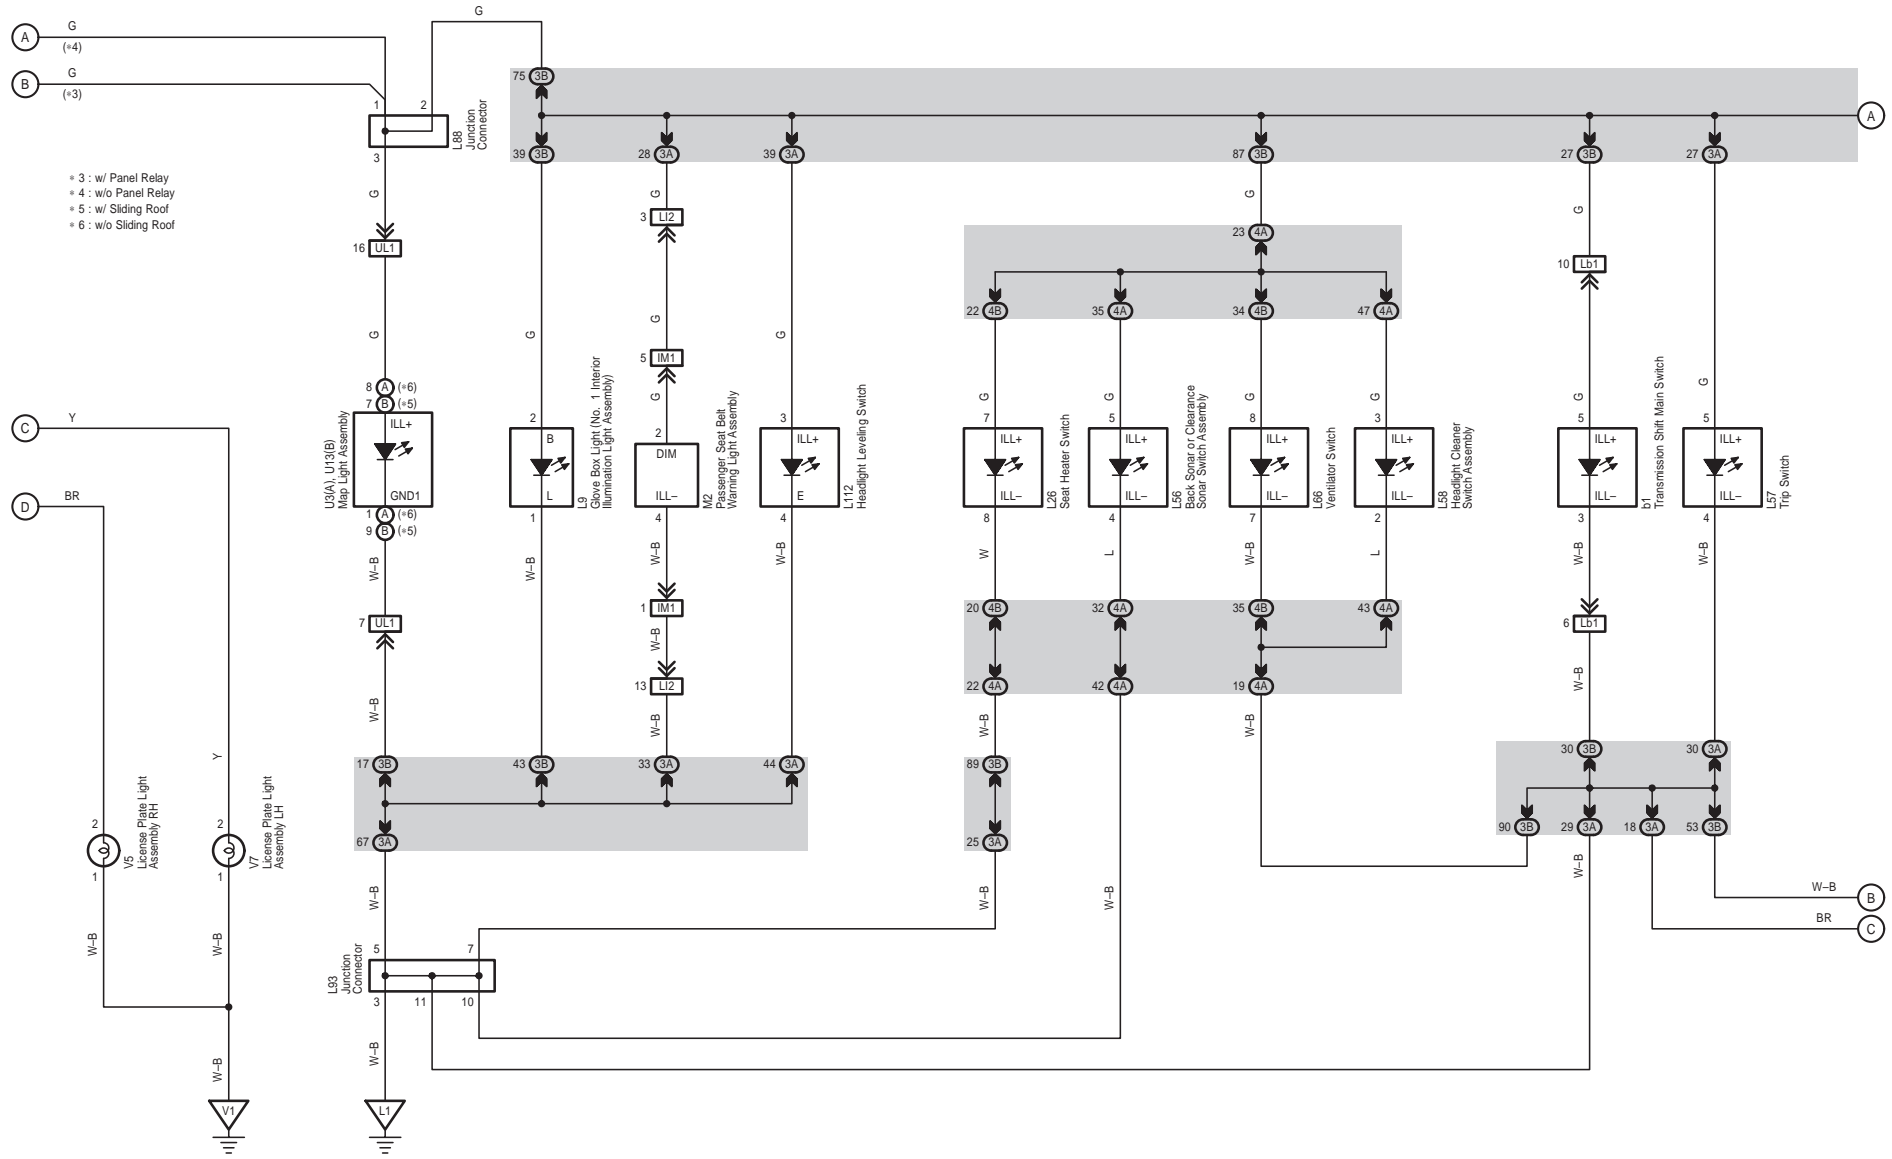 G
A
G
(*4)
B
G
(*3)
75 3B
1 2
L88
Junction
Connector
3
39 3B
28 3A
39 3A
87 3B
27 3B
27 3A
A
* 3 : w/ Panel Relay
* 4 : w/o Panel Relay
* 5 : w/ Sliding Roof
* 6 : w/o Sliding Roof
G
G
G
G
3 LI2
23 4A
16 UL1
10 Lb1
22 4B
35 4A
34 4B
47 4A
G
G
G
G
5 IM1
8 A (*6)
7 B (*5)
G
G
G
G
G
G
G
C
Y
2
2
3
7
5
8
3
5
5
U3(A), U13(B)
Map Light Assembly
ILL+
GND1
B
L
L9
Glove Box Light (No. 1 Interior
Illumination Light Assembly)
DIM
ILL–
M2
Passenger Seat Belt
Warning Light Assembly
ILL+
E
L112
Headlight Leveling Switch
ILL+
ILL–
L26
Seat Heater Switch
ILL+
ILL–
L56
Back Sonar or Clearance
Sonar Switch Assembly
ILL+
ILL–
L66
Ventilator Switch
ILL+
ILL–
L58
Headlight Cleaner
Switch Assembly
ILL+
ILL–
b1
Transmission Shift Main Switch
ILL+
ILL–
L57
Trip Switch
D
BR
1 A (*6)
9 B (*5)
1
4
4
8
4
7
2
3
4
W–B
W–B
W–B
W–B
W
L
W–B
L
W–B
W–B
1 IM1
20 4B
32 4A
35 4B
43 4A
7 UL1
6 Lb1
W–B
13 LI2
22 4A
42 4A
19 4A
W–B
W–B
W–B
W–B
W–B
Y
17 3B
43 3B
33 3A
44 3A
89 3B
30 3B
30 3A
2
V5
License Plate Light
Assembly RH
1
2
V7
License Plate Light
Assembly LH
1
67 3A
25 3A
90 3B
29 3A
18 3A
53 3B
W–B
W–B
W–B
W–B
W–B
B
BR
C
W–B
W–B
5 7
L93
Junction
Connector
3 11 10
W–B
W–B
V1
L1